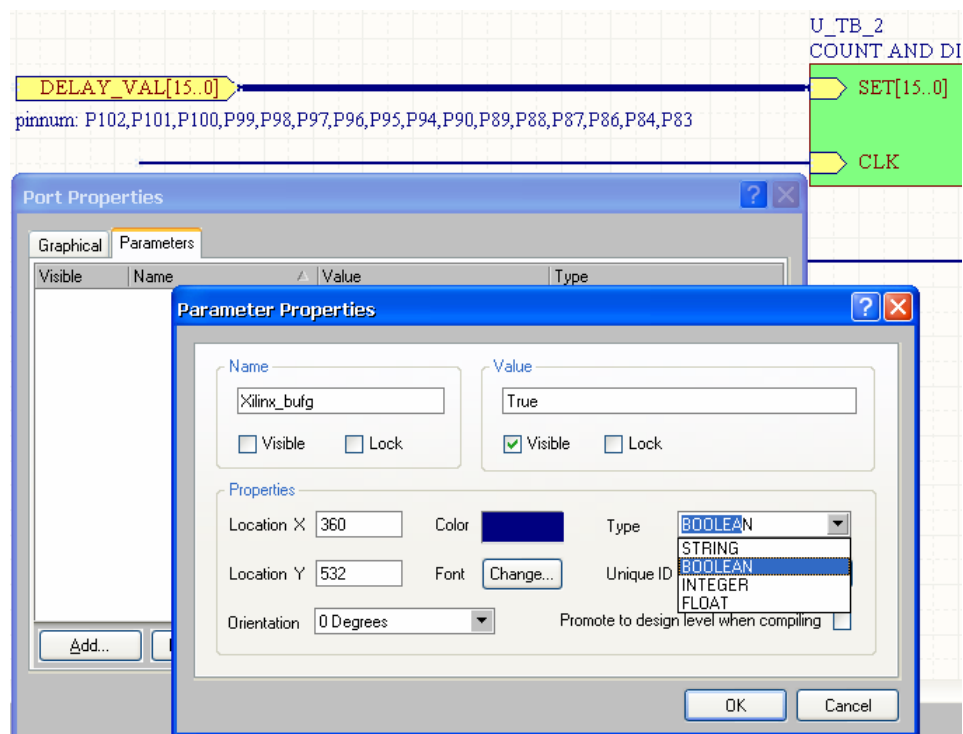 U_TB_2
COUNT AND DI
DELAY_VAL[15..0]
SET[15..0]
pinnum: P102,P101,P100,P99,P98,P97,P96,P95,P94,P90,P89,P88,P87,P86,P84,P83
CLK
Port Properties
Graphical
Parameters
Visible Name Value Type
Parameter Properties
Name
Value
Xilinx_bufg
True
Visible
Lock
Visible
Lock
Properties
Location X 360 Color Type BOOLEAN
STRING
BOOLEAN
INTEGER
FLOAT
Location Y 532 Font Change... Unique ID
Orientation 0 Degrees Promote to design level when compiling
Add...
OK Cancel